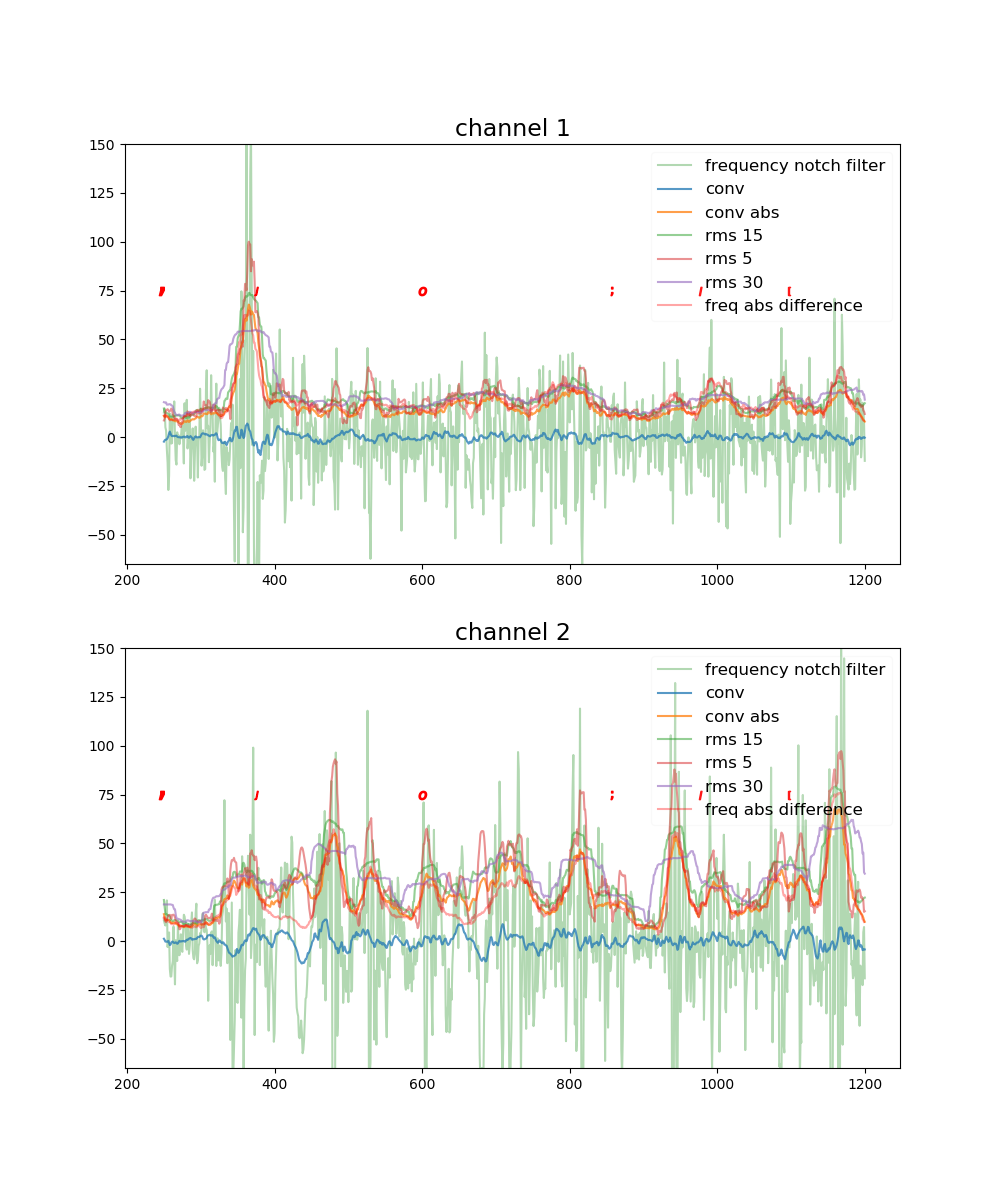 channel 1
150
125
100
75
50
25
0
−25
−50
frequency notch filter
conv
conv abs
rms 15
rms 5
rms 30
freq abs difference
o
;
200 400 600 800 1000 1200
channel 2
150
125
100
75
50
25
0
−25
−50
frequency notch filter
conv
conv abs
rms 15
rms 5
rms 30
freq abs difference
o
;
200 400 600 800 1000 1200